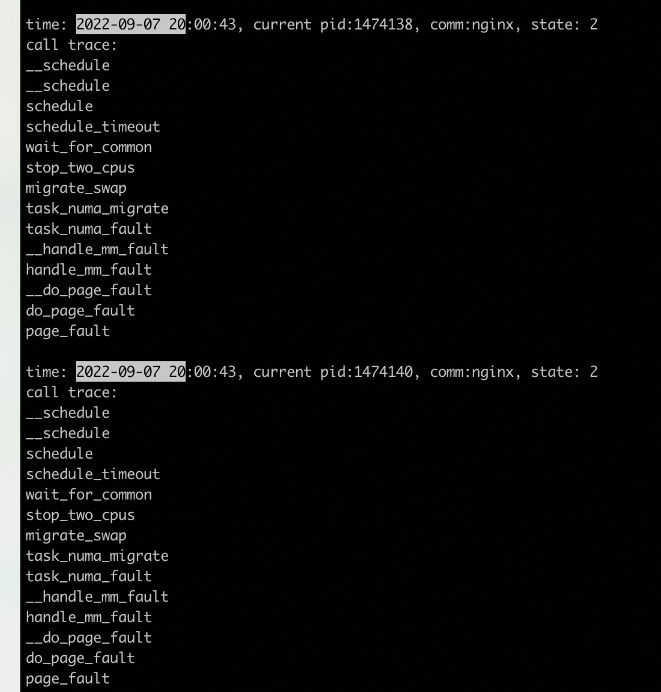 time: 2022-09-07 20:00:43, current pid:1474138, comm:nginx, state: 2
call trace:
__schedule
__schedule
schedule
schedule_timeout
wait_for_common
stop_two_cpus
migrate_swap
task_numa_migrate
task_numa_fault
__handle_mm_fault
handle_mm_fault
__do_page_fault
do_page_fault
page_fault
time: 2022-09-07 20:00:43, current pid:1474140, comm:nginx, state: 2
call trace:
__schedule
__schedule
schedule
schedule_timeout
wait_for_common
stop_two_cpus
migrate_swap
task_numa_migrate
task_numa_fault
__handle_mm_fault
handle_mm_fault
__do_page_fault
do_page_fault
page_fault